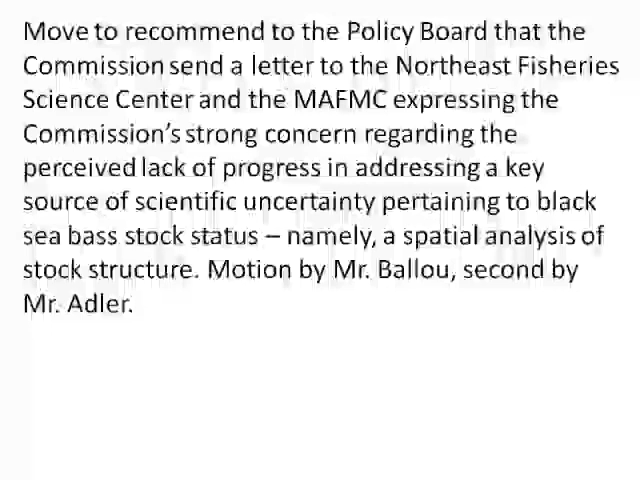 Move to recommend to the Policy Board that the
Commission send a letter to the Northeast Fisheries
Science Center and the MAFMC expressing the
Commission’s strong concern regarding the
perceived lack of progress in addressing a key
source of scientific uncertainty pertaining to black
sea bass stock status – namely, a spatial analysis of
stock structure. Motion by Mr. Ballou, second by
Mr. Adler.